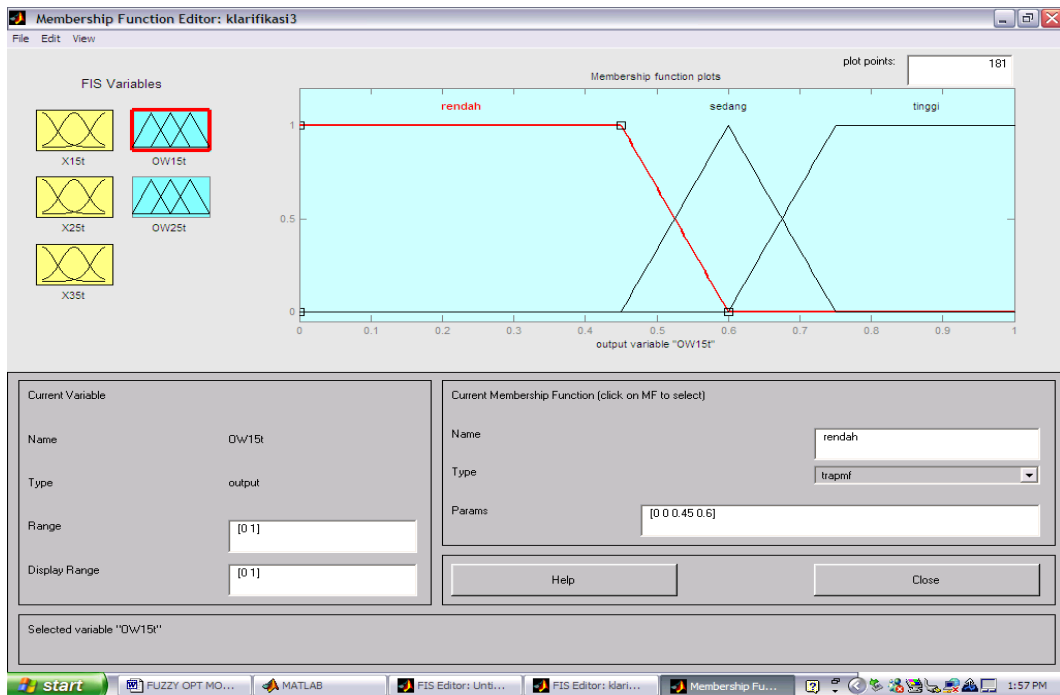 Membership Function Editor: klarifikasi3
File Edit View
FIS Variables
X15t
OW15t
X25t
OW25t
X35t
plot points:
181
Membership function plots
rendah
sedang
tinggi
1
0.5
0
0 0.1 0.2 0.3 0.4 0.5 0.6 0.7 0.8 0.9 1
output variable "OW15t"
Current Variable
Name OW15t
Type output
Range [0 1]
Display Range [0 1]
Current Membership Function (click on MF to select)
Name rendah
Type trapmf
Params [0 0 0.45 0.6]
Help
Close
Selected variable "OW15t"
start
FUZZY OPT MO...
MATLAB
FIS Editor: Unti...
FIS Editor: klari...
Membership Fu...
1:57 PM